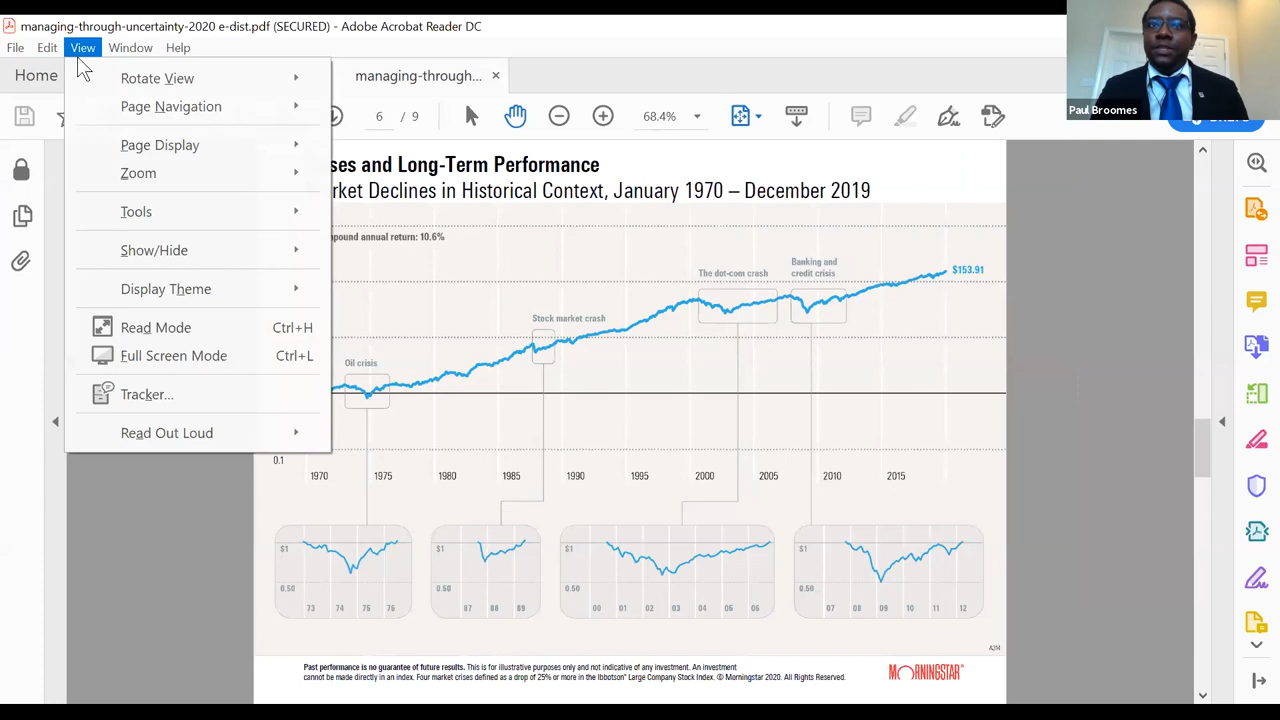 managing-through-uncertainty-2020 e-dist.pdf (SECURED) - Adobe Acrobat Reader DC
File Edit View Window Help
Home
managing-through...
6 / 9
68.4%
Paul Broomes
Rotate View
Page Navigation
Page Display
Zoom
Tools
Show/Hide
Display Theme
Read Mode Ctrl+H
Full Screen Mode Ctrl+L
Tracker...
Read Out Loud
ses and Long-Term Performance
rket Declines in Historical Context, January 1970 – December 2019
pound annual return: 10.6%
The dot-com crash
Banking and
credit crisis
$153.91
Stock market crash
Oil crisis
0.1
1970 1975 1980 1985 1990 1995 2000 2005 2010 2015
$1
0.50
73 74 75 76
$1
0.50
87 88 89
$1
0.50
00 01 02 03 04 05 06
$1
0.50
07 08 09 10 11 12
Past performance is no guarantee of future results. This is for illustrative purposes only and not indicative of any investment. An investment
cannot be made directly in an index. Four market crises defined as a drop of 25% or more in the Ibbotson® Large Company Stock Index. © Morningstar 2020. All Rights Reserved.
MORNINGSTAR®